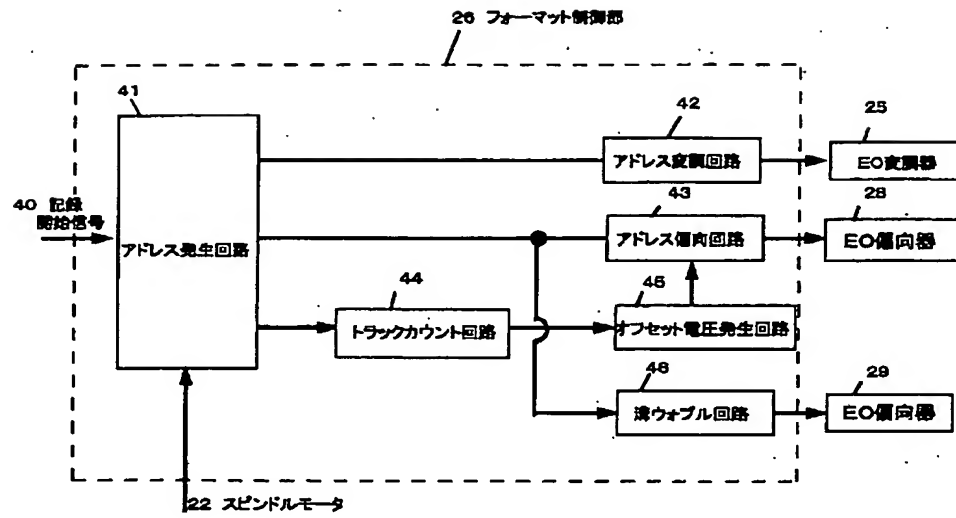 26 フォーマット制御部
41
42
25
アドレス変調回路
EO変調器
40 記録
開始信号
43
28
アドレス発生回路
アドレス偏向回路
EO偏向器
44
45
トラックカウント回路
オフセット電圧発生回路
46
29
溝ウォブル回路
EO偏向器
22 スピンドルモータ